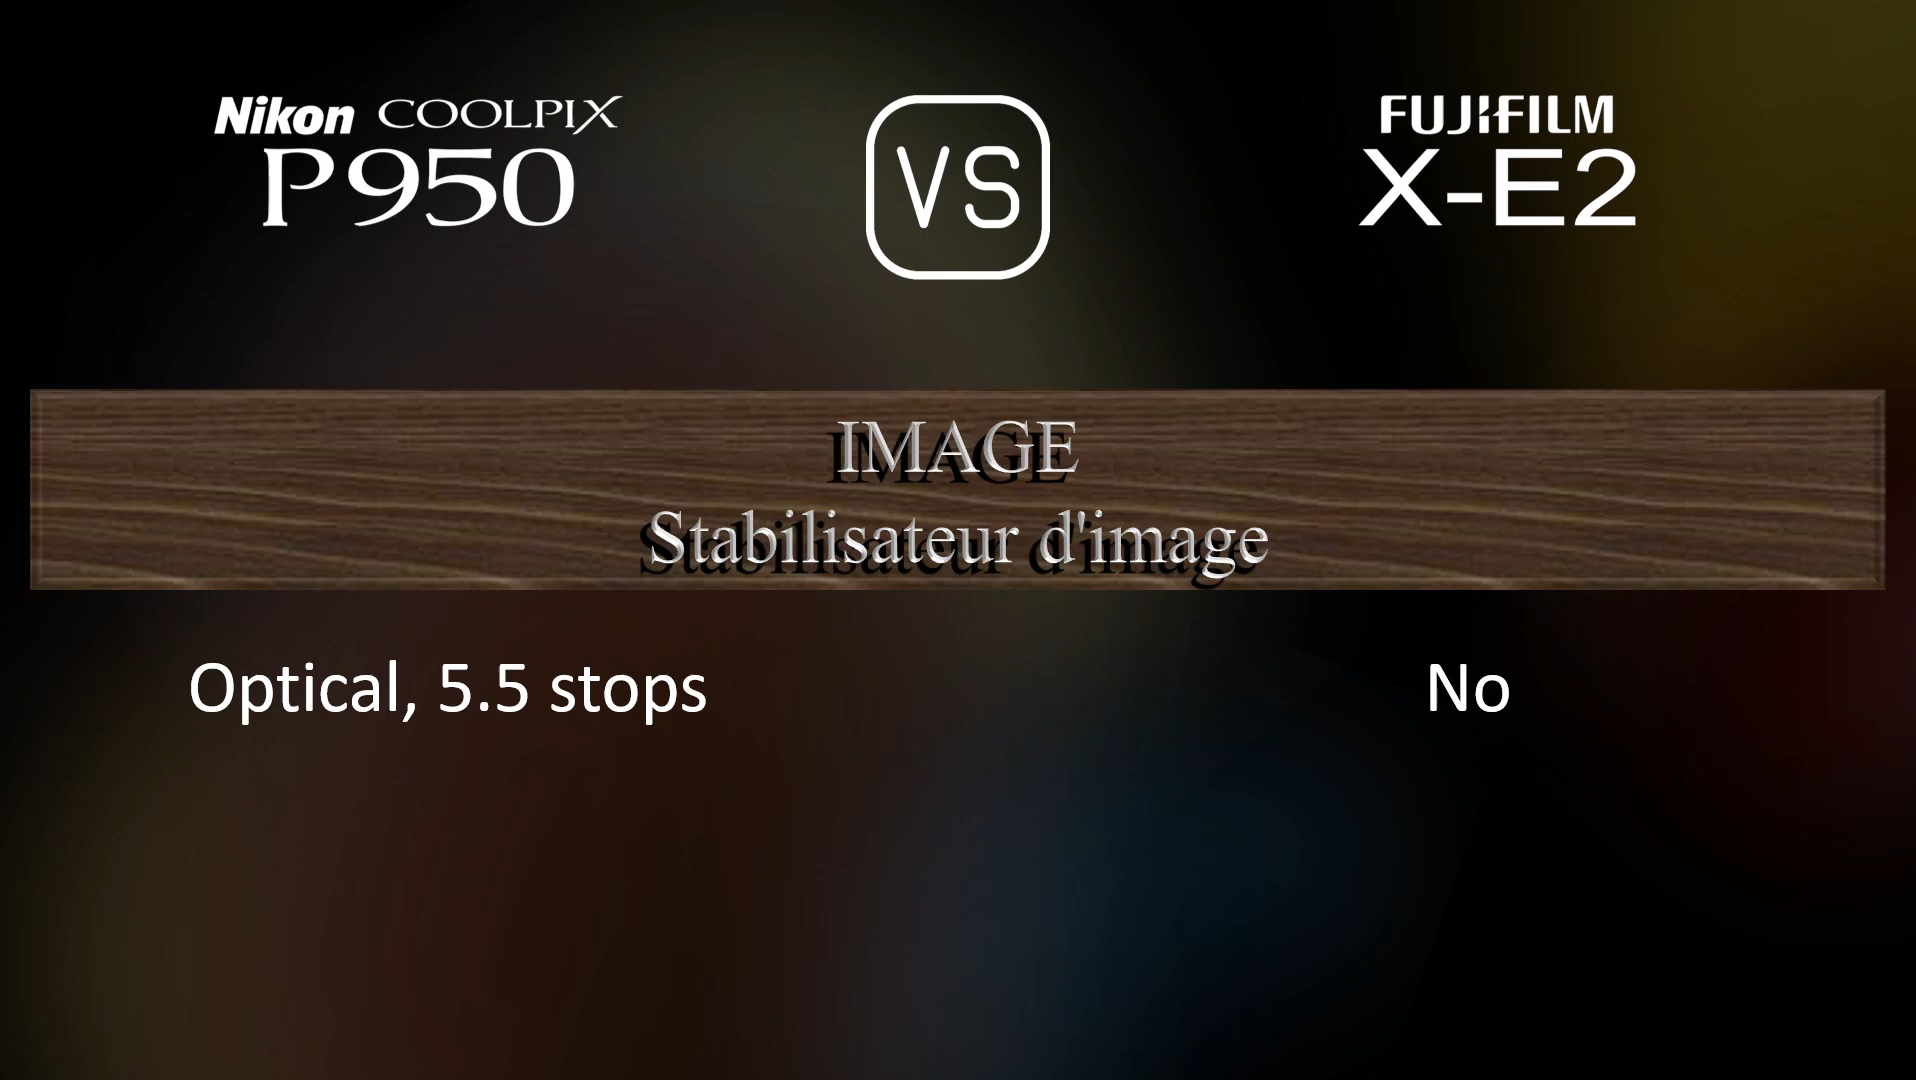 Nikon COOLPIX
P950
VS
FUJIFILM
X-E2
IMAGE
Stabilisateur d'image
Optical, 5.5 stops
No